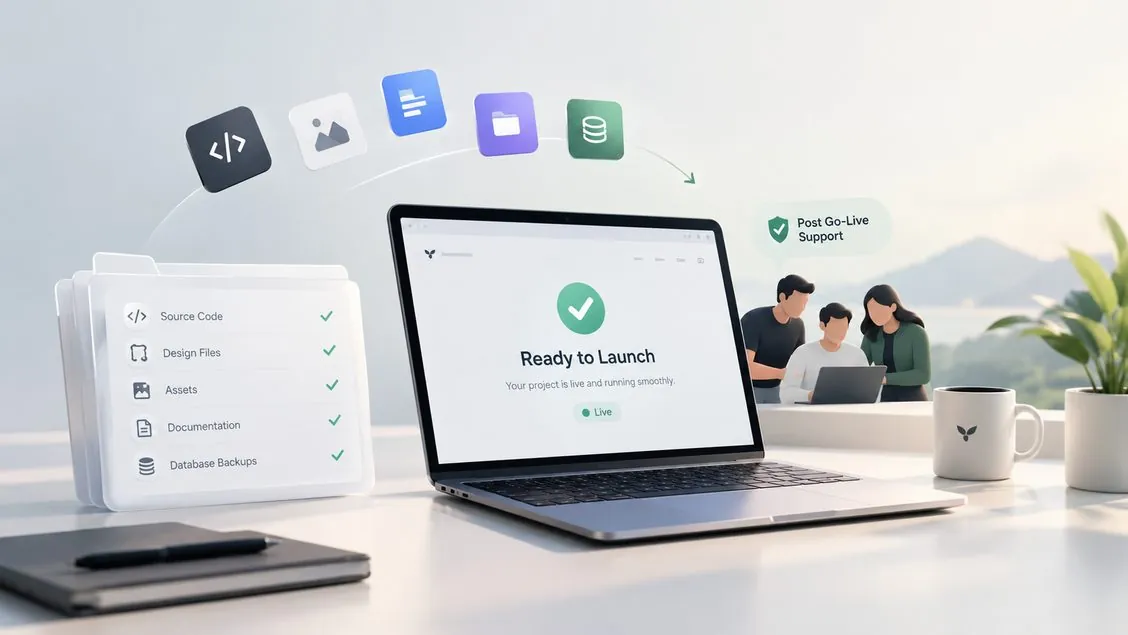 Source Code
Design Files
Assets
Documentation
Database Backups
Ready to Launch
Your project is live and running smoothly.
Live
Post Go-Live
Support